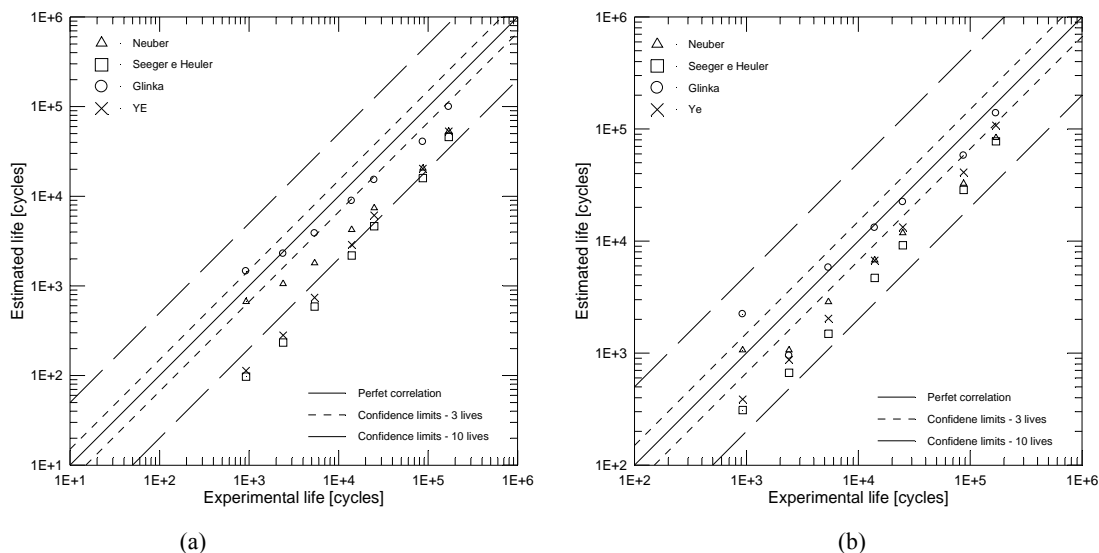 1E+6
1E+5
1E+4
1E+3
1E+2
1E+1
Estimated life [cycles]
Neuber
Seeger e Heuler
Glinka
YE
Perfet correlation
Confidence limits - 3 lives
Confidence limits - 10 lives
1E+1 1E+2 1E+3 1E+4 1E+5 1E+6
Experimental life [cycles]
(a)
1E+6
1E+5
1E+4
1E+3
1E+2
Estimated life [cycles]
Neuber
Seeger e Heuler
Glinka
Ye
Perfet correlation
Confidene limits - 3 lives
Confidene limits - 10 lives
1E+2 1E+3 1E+4 1E+5 1E+6
Experimental life [cycles]
(b)